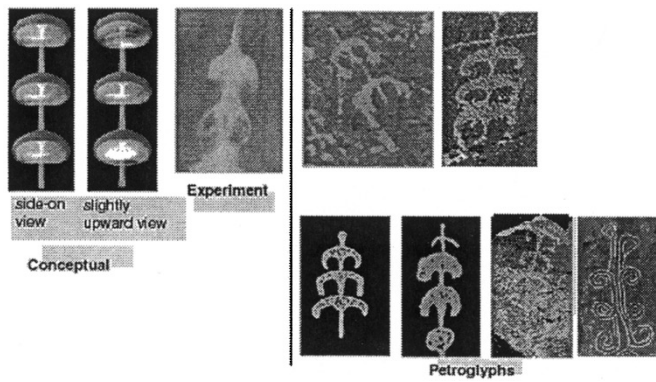 side-on
view
slightly
upward view
Experiment
Conceptual
Petroglyphs